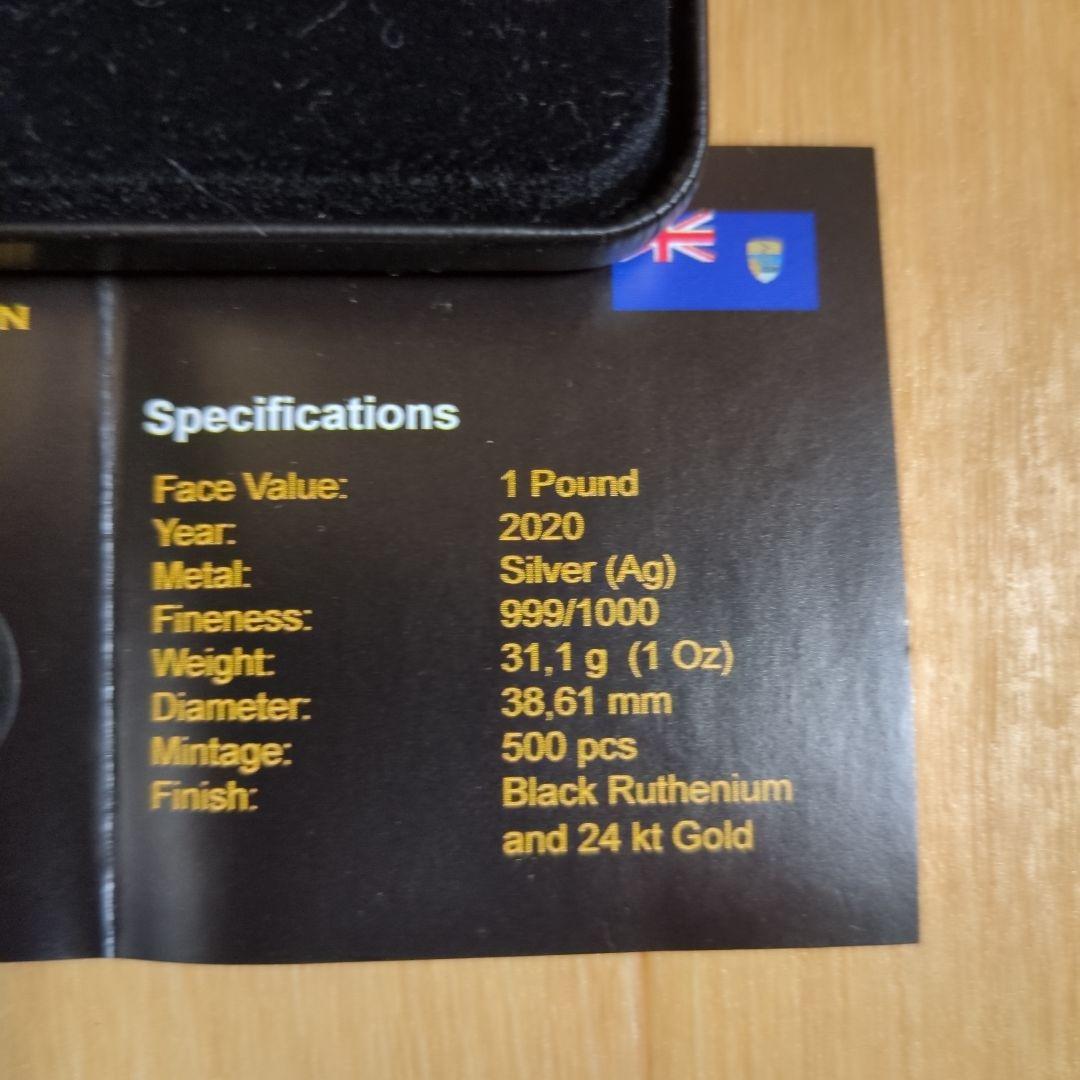 N
Specifications
Face Value: 1 Pound
Year: 2020
Metal: Silver (Ag)
Fineness: 999/1000
Weight: 31,1 g (1 Oz)
Diameter: 38,61 mm
Mintage: 500 pcs
Finish: Black Ruthenium
and 24 kt Gold